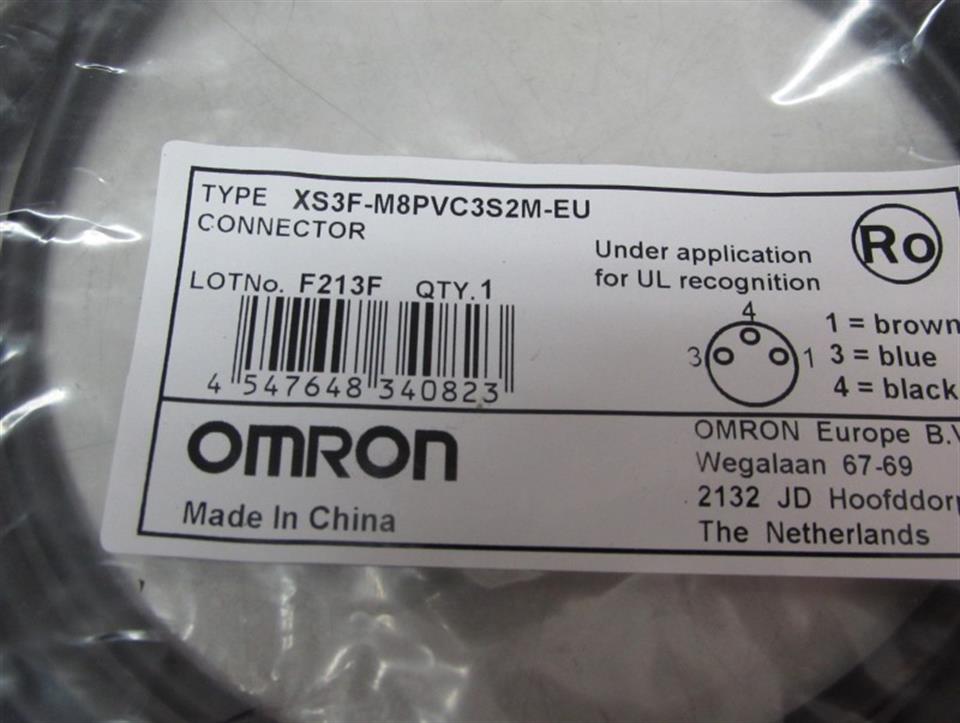 TYPE XS3F-M8PVC3S2M-EU
CONNECTOR
Ro
Under application
for UL recognition
LOTNo. F213F QTY.1
4 547648 340823
4
3 1
1 = brown
3 = blue
4 = black
OMRON
Made In China
OMRON Europe B.V
Wegalaan 67-69
2132 JD Hoofddorp
The Netherlands